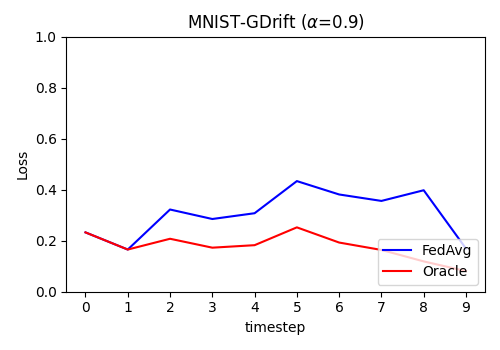 MNIST-GDrift (α=0.9)
1.0
0.8
0.6
0.4
0.2
0.0
Loss
FedAvg
Oracle
0 1 2 3 4 5 6 7 8 9
timestep